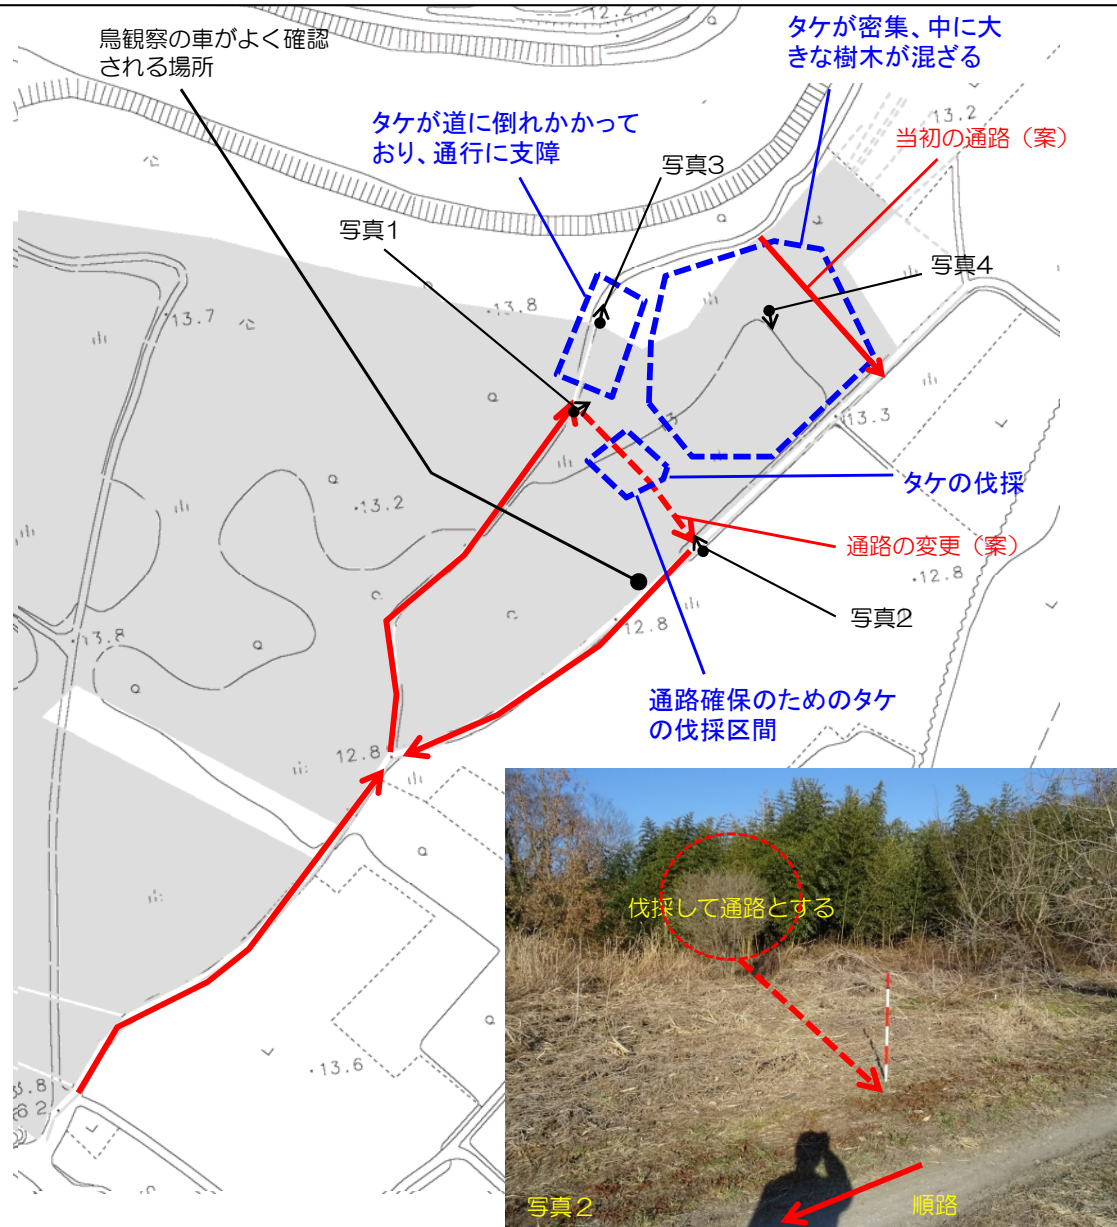 12.2
鳥観察の車がよく確認
される場所
タケが密集、中に大
きな樹木が混ざる
タケが道に倒れかかって
おり、通行に支障
13.2
当初の通路（案）
写真3
写真1
写真4
13.8
13.7
13.3
タケの伐採
13.2
通路の変更（案）
12.8
写真2
12.8
13.8
通路確保のためのタケ
の伐採区間
12.8
伐採して通路とする
13.6
写真２
順路